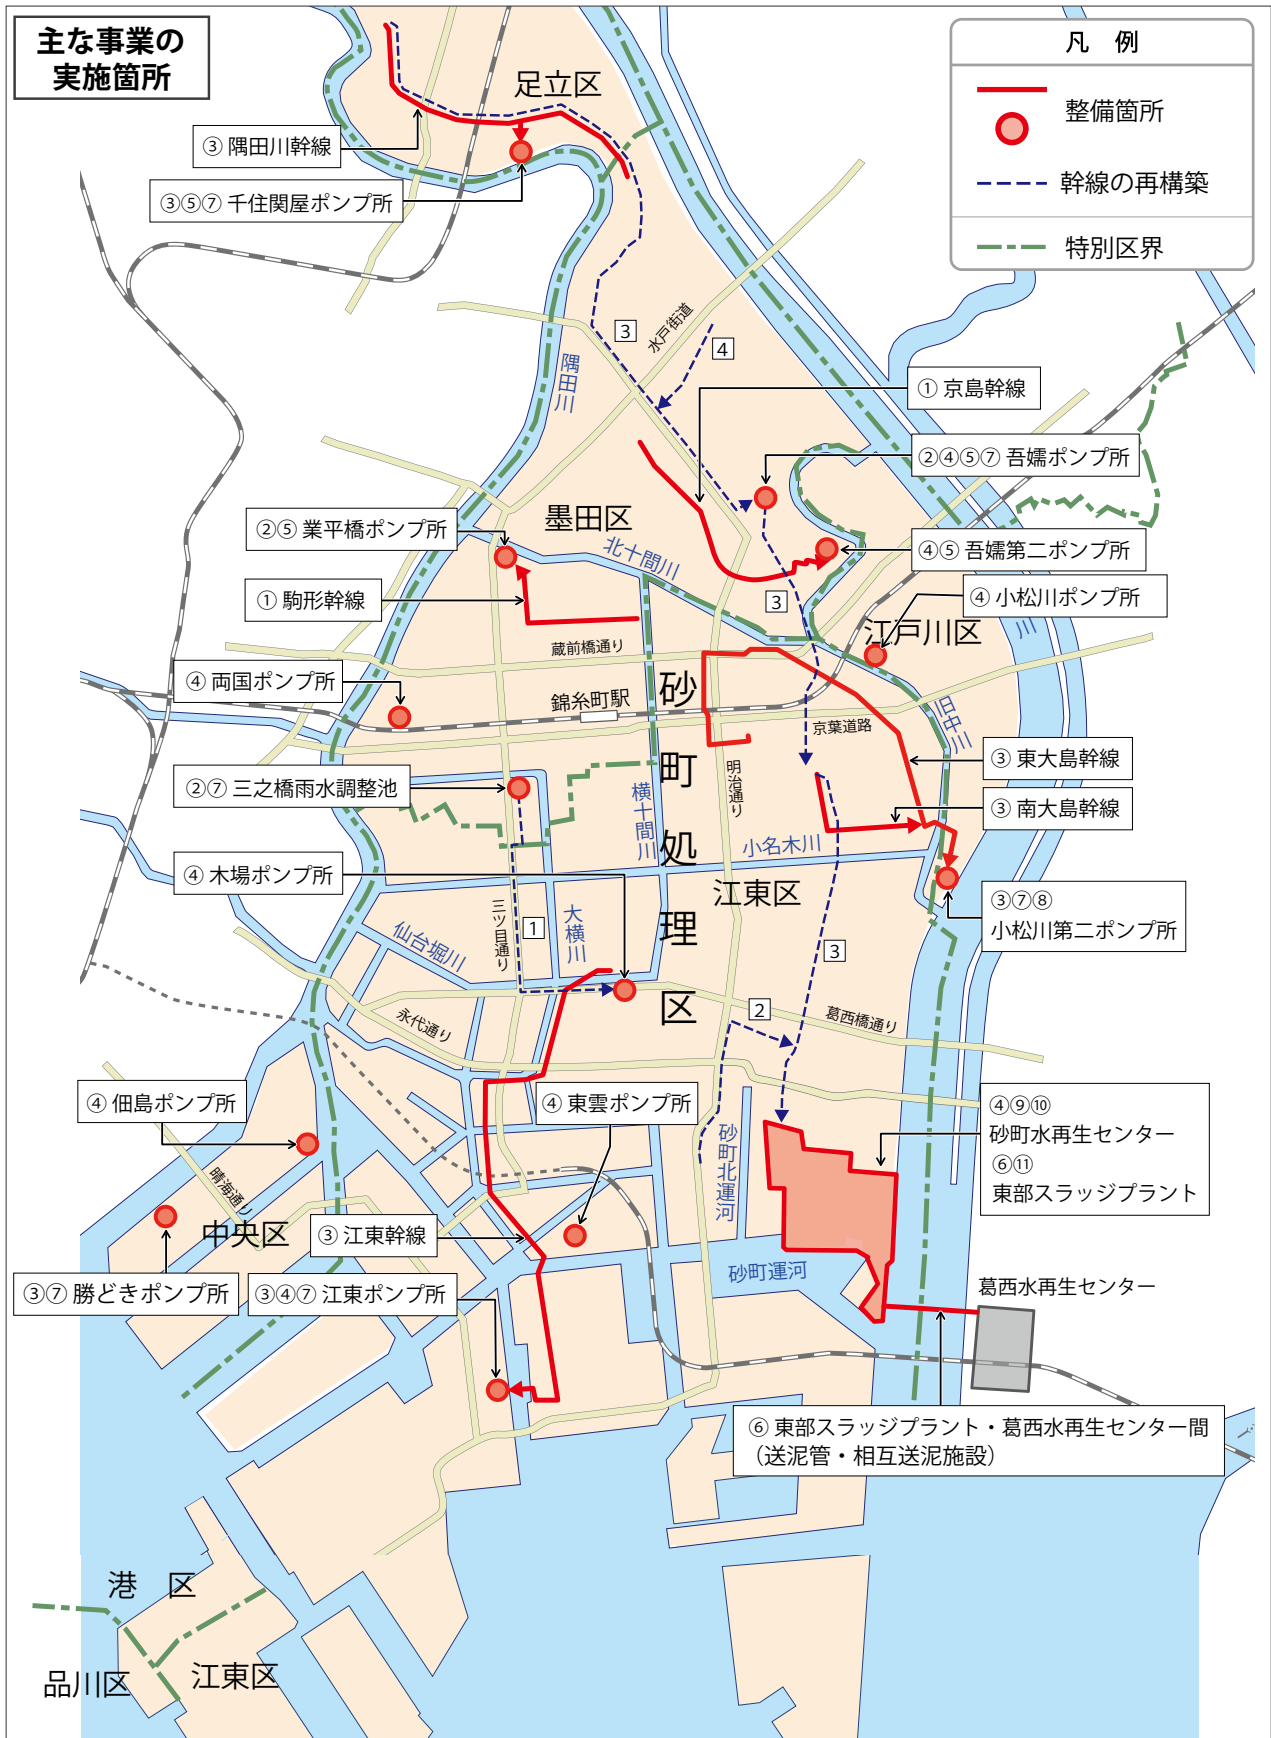 主な事業の
実施箇所
凡 例
整備箇所
幹線の再構築
特別区界
足立区
③ 隅田川幹線
③⑤⑦ 千住関屋ポンプ所
水戸街道
3
4
隅田川
① 京島幹線
②④⑤⑦ 吾嬬ポンプ所
墨田区
②⑤ 業平橋ポンプ所
北十間川
④⑤ 吾嬬第二ポンプ所
① 駒形幹線
3
④ 小松川ポンプ所
江戸川区
川
蔵前橋通り
④ 両国ポンプ所
錦糸町駅
砂町処理区
京葉道路
旧中川
③ 東大島幹線
②⑦ 三之橋雨水調整池
明治通り
横十間川
③ 南大島幹線
小名木川
④ 木場ポンプ所
江東区
③⑦⑧
小松川第二ポンプ所
三ツ目通り
1
大横川
仙台堀川
3
2
葛西橋通り
永代通り
④ 佃島ポンプ所
④ 東雲ポンプ所
④⑨⑩
砂町水再生センター
⑥⑪
東部スラッジプラント
砂町北運河
晴海通り
中央区
③ 江東幹線
砂町運河
③⑦ 勝どきポンプ所
③④⑦ 江東ポンプ所
葛西水再生センター
⑥ 東部スラッジプラント・葛西水再生センター間
（送泥管・相互送泥施設）
港 区
品川区
江東区